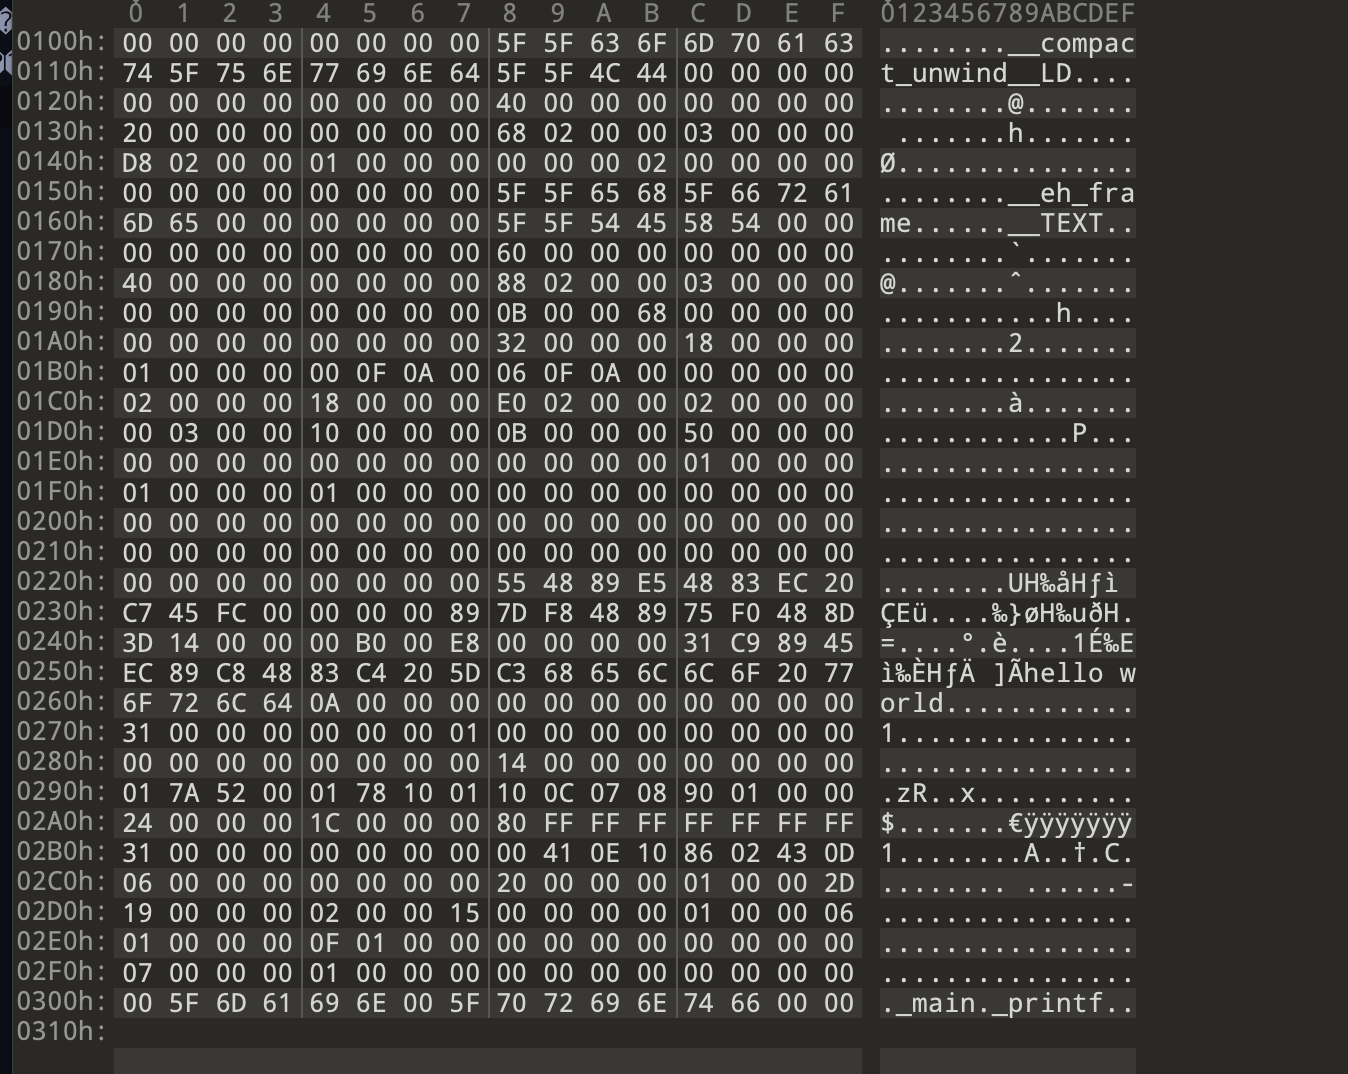 0 1 2 3 4 5 6 7 8 9 A B C D E F 0123456789ABCDEF
0100h: 00 00 00 00 00 00 00 00 5F 5F 63 6F 6D 70 61 63 ........__compac
0110h: 74 5F 75 6E 77 69 6E 64 5F 5F 4C 44 00 00 00 00 t_unwind__LD....
0120h: 00 00 00 00 00 00 00 00 40 00 00 00 00 00 00 00 ........@.......
0130h: 20 00 00 00 00 00 00 00 68 02 00 00 03 00 00 00  .......h.......
0140h: D8 02 00 00 01 00 00 00 00 00 00 02 00 00 00 00 Ø...............
0150h: 00 00 00 00 00 00 00 00 5F 5F 65 68 5F 66 72 61 ........__eh_fra
0160h: 6D 65 00 00 00 00 00 00 5F 5F 54 45 58 54 00 00 me......__TEXT..
0170h: 00 00 00 00 00 00 00 00 60 00 00 00 00 00 00 00 ........`.......
0180h: 40 00 00 00 00 00 00 00 88 02 00 00 03 00 00 00 @.......ˆ.......
0190h: 00 00 00 00 00 00 00 00 0B 00 00 68 00 00 00 00 ...........h....
01A0h: 00 00 00 00 00 00 00 00 32 00 00 00 18 00 00 00 ........2.......
01B0h: 01 00 00 00 00 0F 0A 00 06 0F 0A 00 00 00 00 00 ................
01C0h: 02 00 00 00 18 00 00 00 E0 02 00 00 02 00 00 00 ........à.......
01D0h: 00 03 00 00 10 00 00 00 0B 00 00 00 50 00 00 00 ............P...
01E0h: 00 00 00 00 00 00 00 00 00 00 00 00 01 00 00 00 ................
01F0h: 01 00 00 00 01 00 00 00 00 00 00 00 00 00 00 00 ................
0200h: 00 00 00 00 00 00 00 00 00 00 00 00 00 00 00 00 ................
0210h: 00 00 00 00 00 00 00 00 00 00 00 00 00 00 00 00 ................
0220h: 00 00 00 00 00 00 00 00 55 48 89 E5 48 83 EC 20 ........UH‰åHƒì
0230h: C7 45 FC 00 00 00 00 89 7D F8 48 89 75 F0 48 8D ÇEü....‰}øH‰uðH.
0240h: 3D 14 00 00 00 B0 00 E8 00 00 00 00 31 C9 89 45 =....°.è....1É‰E
0250h: EC 89 C8 48 83 C4 20 5D C3 68 65 6C 6C 6F 20 77 ì‰ÈHƒÄ ]Ãhello w
0260h: 6F 72 6C 64 0A 00 00 00 00 00 00 00 00 00 00 00 orld............
0270h: 31 00 00 00 00 00 00 01 00 00 00 00 00 00 00 00 1...............
0280h: 00 00 00 00 00 00 00 00 14 00 00 00 00 00 00 00 ................
0290h: 01 7A 52 00 01 78 10 01 10 0C 07 08 90 01 00 00 .zR..x..........
02A0h: 24 00 00 00 1C 00 00 00 80 FF FF FF FF FF FF FF $.......€ÿÿÿÿÿÿÿ
02B0h: 31 00 00 00 00 00 00 00 00 41 0E 10 86 02 43 0D 1........A..†.C.
02C0h: 06 00 00 00 00 00 00 00 20 00 00 00 01 00 00 2D ........ ......-
02D0h: 19 00 00 00 02 00 00 15 00 00 00 00 01 00 00 06 ................
02E0h: 01 00 00 00 0F 01 00 00 00 00 00 00 00 00 00 00 ................
02F0h: 07 00 00 00 01 00 00 00 00 00 00 00 00 00 00 00 ................
0300h: 00 5F 6D 61 69 6E 00 5F 70 72 69 6E 74 66 00 00 ._main._printf..
0310h: